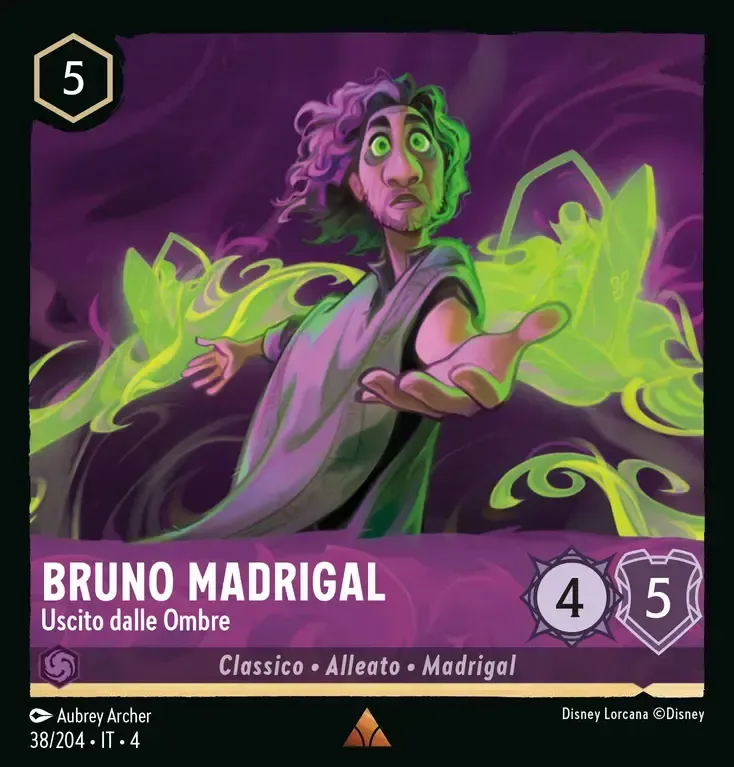 5
BRUNO MADRIGAL
Uscito dalle Ombre
4
5
Classico • Alleato • Madrigal
Aubrey Archer
38/204 • IT • 4
Disney Lorcana ©Disney